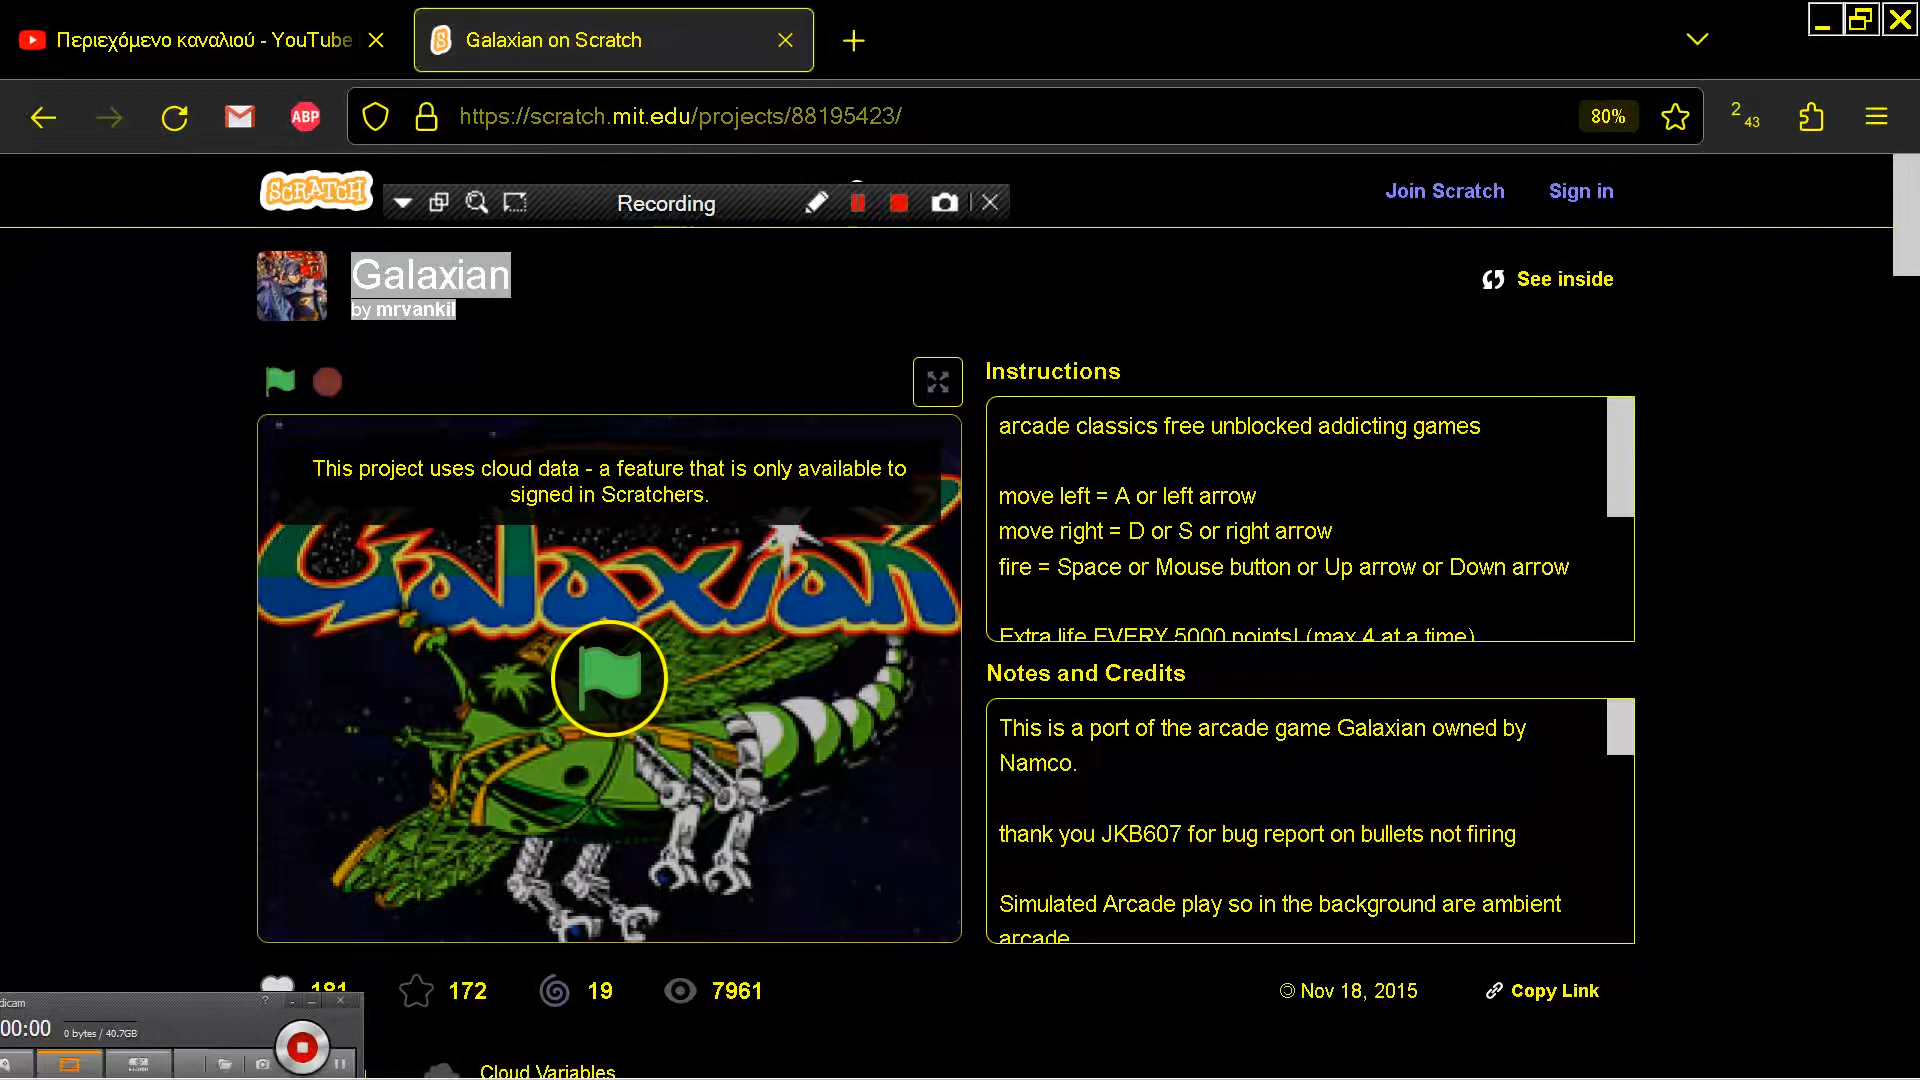 Περιεχόμενο καναλιού - YouTube
Galaxian on Scratch
ABP
https://scratch.mit.edu/projects/88195423/
80%
2
43
SCRATCH
Recording
Join Scratch
Sign in
Galaxian
by mrvankil
See inside
Instructions
arcade classics free unblocked addicting games
move left = A or left arrow
move right = D or S or right arrow
fire = Space or Mouse button or Up arrow or Down arrow
Extra life EVERY 5000 points! (max 4 at a time)
This project uses cloud data - a feature that is only available to
signed in Scratchers.
Galaxian
Notes and Credits
This is a port of the arcade game Galaxian owned by
Namco.
thank you JKB607 for bug report on bullets not firing
Simulated Arcade play so in the background are ambient
arcade
181
172
19
7961
© Nov 18, 2015
Copy Link
dicam
00:00
0 bytes / 40.7GB
Cloud Variables